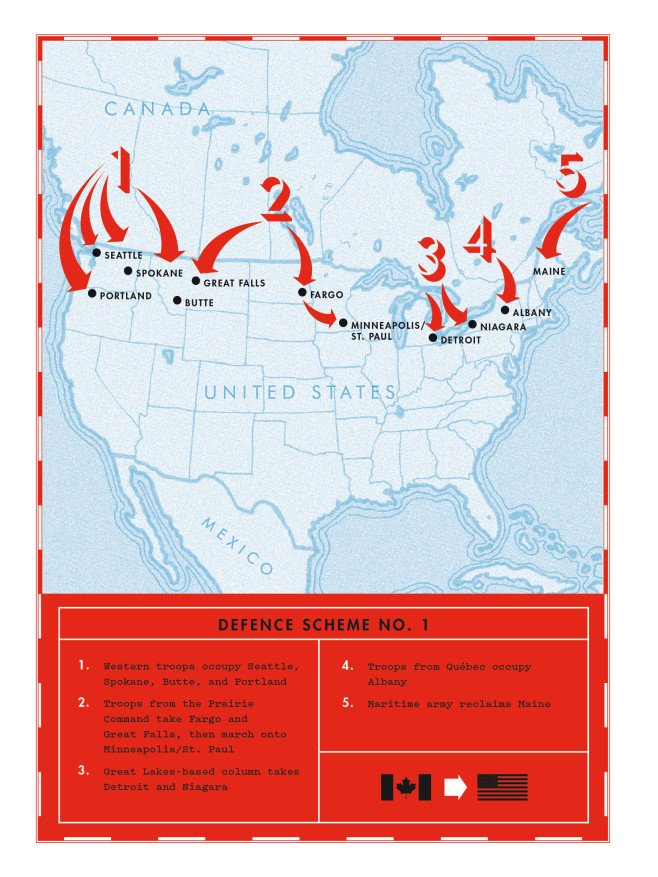 CANADA
1
2
3
4
5
SEATTLE
SPOKANE
PORTLAND
BUTTE
GREAT FALLS
FARGO
MINNEAPOLIS/
ST. PAUL
DETROIT
NIAGARA
ALBANY
MAINE
UNITED STATES
MEXICO
DEFENCE SCHEME NO. 1
1. Western troops occupy Seattle,
Spokane, Butte, and Portland
2. Troops from the Prairie
Command take Fargo and
Great Falls, then march onto
Minneapolis/St. Paul
3. Great Lakes-based column takes
Detroit and Niagara
4. Troops from Québec occupy
Albany
5. Maritime army reclaims Maine